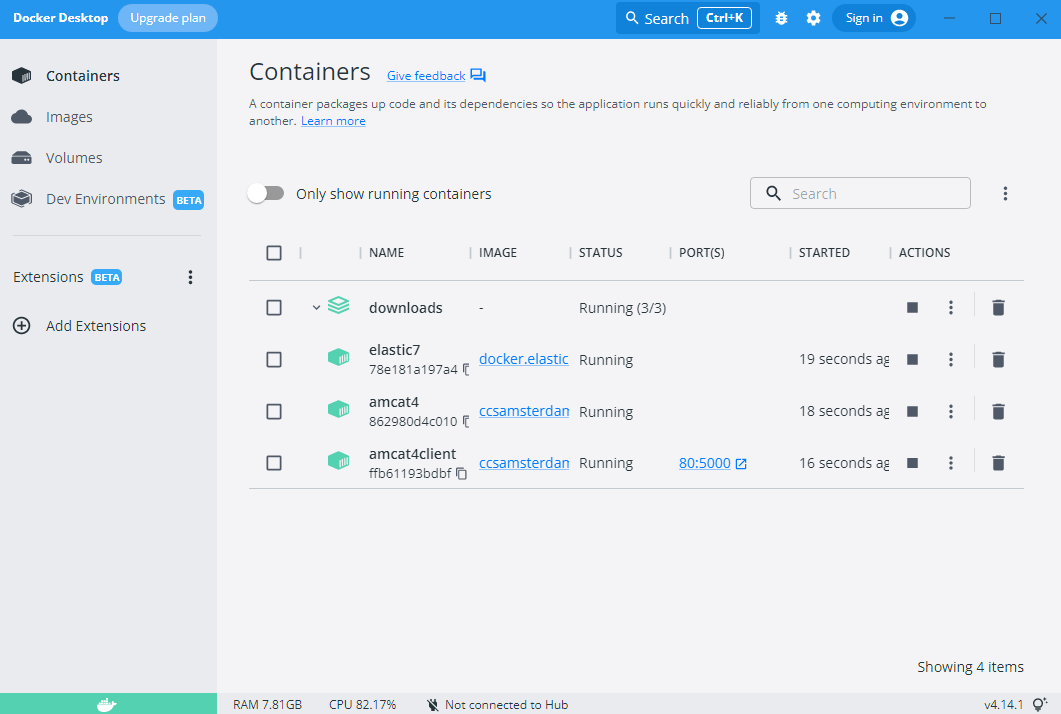 Docker Desktop Upgrade plan Search Ctrl+K Sign in
Containers
Images
Volumes
Dev Environments BETA
Extensions BETA
Add Extensions
Containers Give feedback
A container packages up code and its dependencies so the application runs quickly and reliably from one computing environment to
another. Learn more
Only show running containers Search
NAME IMAGE STATUS PORT(S) STARTED ACTIONS
downloads - Running (3/3)
elastic7
78e181a197a4 docker.elastic Running 19 seconds ag
amcat4
862980d4c010 ccsamsterdam Running 18 seconds ag
amcat4client
ffb61193bdbf ccsamsterdam Running 80:5000 16 seconds ag
Showing 4 items
RAM 7.81GB CPU 82.17% Not connected to Hub v4.14.1